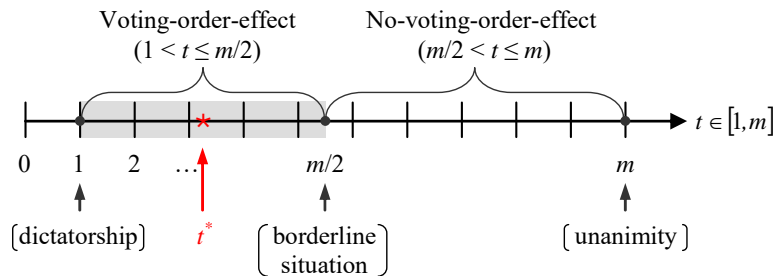 Voting-order-effect
(1 < t ≤ m/2)
No-voting-order-effect
(m/2 < t ≤ m)
t ∈ [1, m]
0 1 2 … m/2 m
dictatorship
t*
borderline
situation
unanimity